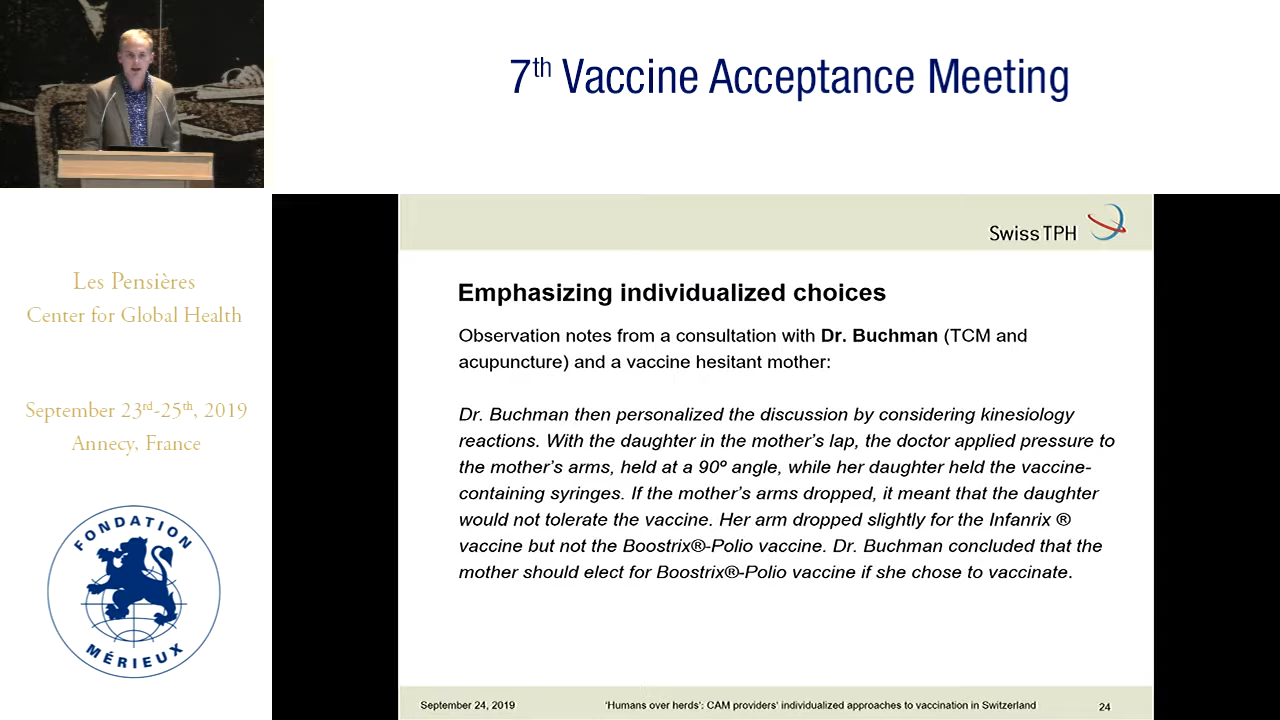 7th Vaccine Acceptance Meeting
Les Pensières
Center for Global Health
September 23rd-25th, 2019
Annecy, France
FONDATION
MÉRIEUX
Swiss TPH
Emphasizing individualized choices
Observation notes from a consultation with Dr. Buchman (TCM and
acupuncture) and a vaccine hesitant mother:
Dr. Buchman then personalized the discussion by considering kinesiology
reactions. With the daughter in the mother's lap, the doctor applied pressure to
the mother's arms, held at a 90º angle, while her daughter held the vaccine-
containing syringes. If the mother's arms dropped, it meant that the daughter
would not tolerate the vaccine. Her arm dropped slightly for the Infanrix ®
vaccine but not the Boostrix®-Polio vaccine. Dr. Buchman concluded that the
mother should elect for Boostrix®-Polio vaccine if she chose to vaccinate.
September 24, 2019
'Humans over herds'; CAM providers' individualized approaches to vaccination in Switzerland
24